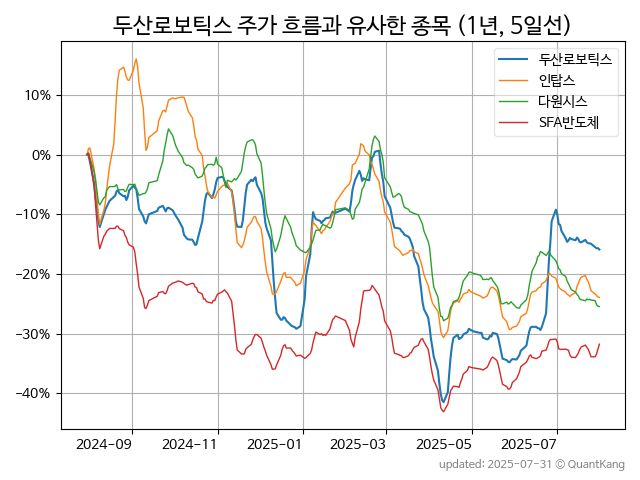 두산로보틱스 주가 흐름과 유사한 종목 (1년, 5일선)
두산로보틱스
인탑스
다원시스
SFA반도체
10%
0%
−10%
−20%
−30%
−40%
2024-09
2024-11
2025-01
2025-03
2025-05
2025-07
updated: 2025-07-31 © QuantKang